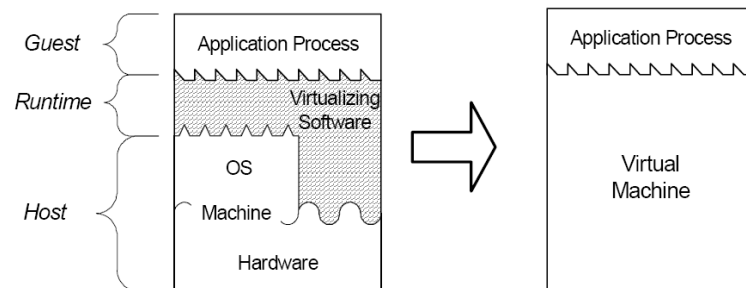 Guest
Application Process
Runtime
Virtualizing
Software
Host
OS
Machine
Hardware
Application Process
Virtual
Machine